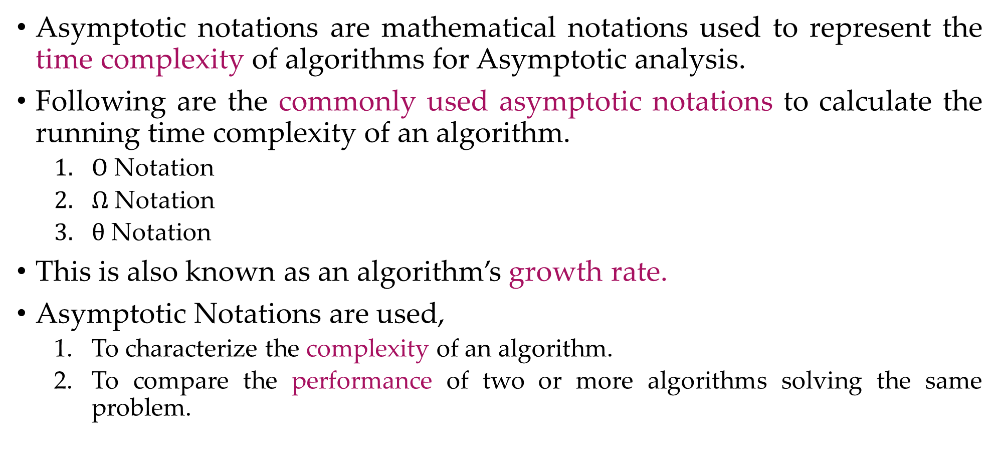 • Asymptotic notations are mathematical notations used to represent the
time complexity of algorithms for Asymptotic analysis.
• Following are the commonly used asymptotic notations to calculate the
running time complexity of an algorithm.
1. Ο Notation
2. Ω Notation
3. θ Notation
• This is also known as an algorithm’s growth rate.
• Asymptotic Notations are used,
1. To characterize the complexity of an algorithm.
2. To compare the performance of two or more algorithms solving the same
problem.